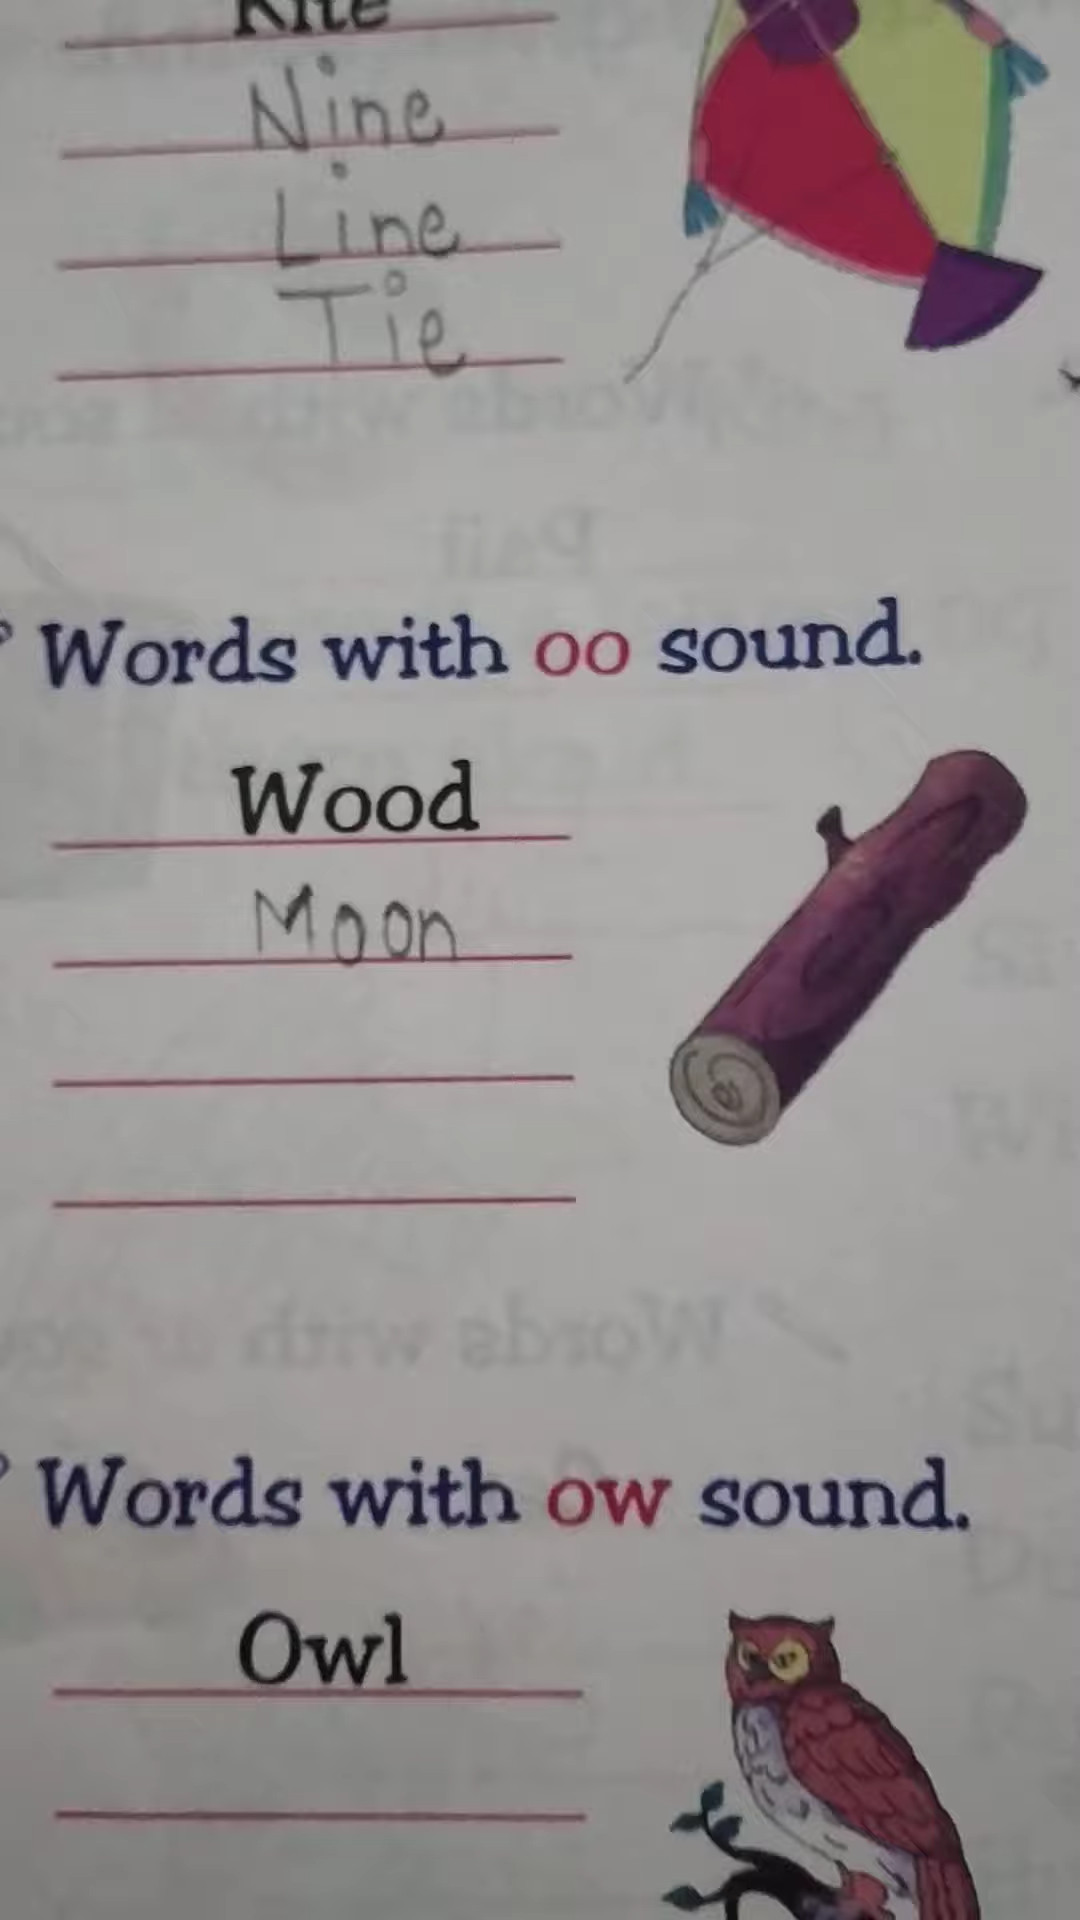 Kite
Nine
Line
Tie
Words with oo sound.
Wood
Moon
Words with ow sound.
Owl